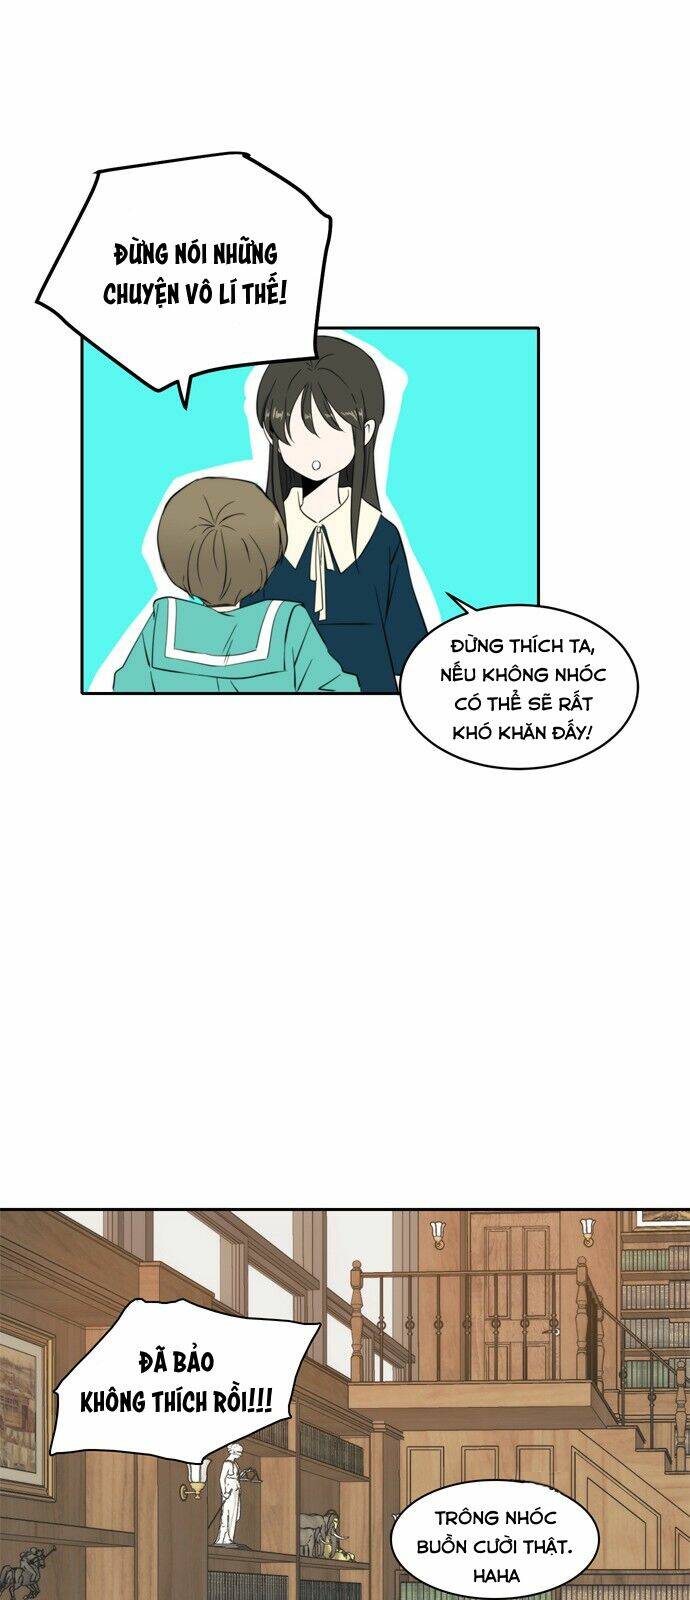 ĐỪNG NÓI NHỮNG
CHUYỆN VÔ LÍ THẾ!
ĐỪNG THÍCH TA,
NẾU KHÔNG NHÓC
CÓ THỂ SẼ RẤT
KHÓ KHĂN ĐẤY!
ĐÃ BẢO
KHÔNG THÍCH RỒI!!!
TRÔNG NHÓC
BUỒN CƯỜI THẬT.
HAHA